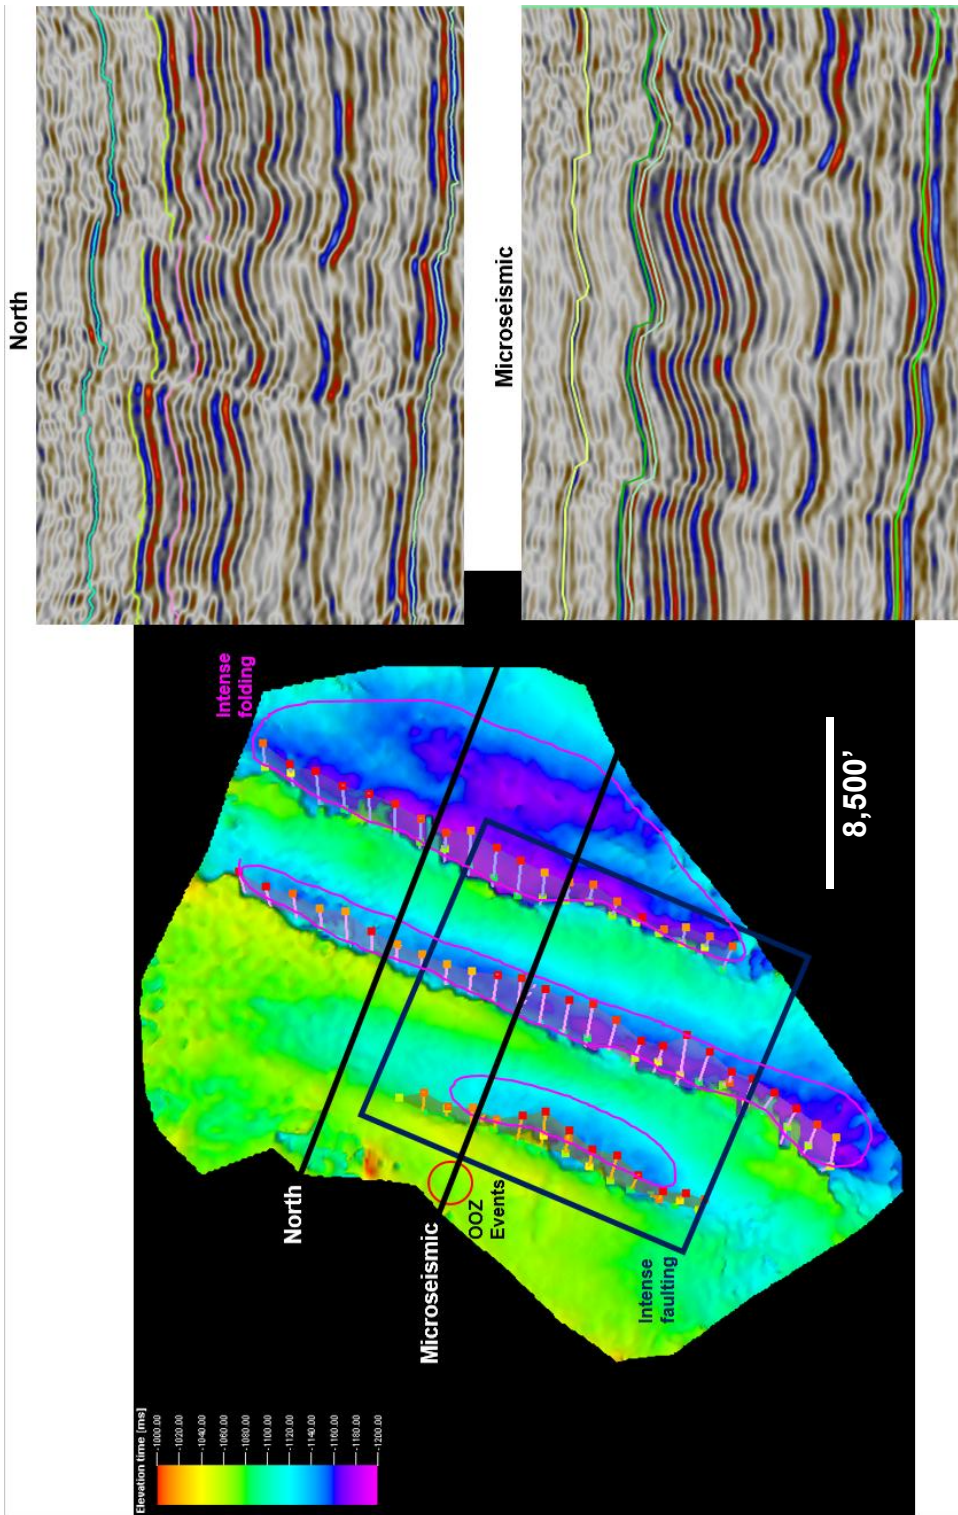 North
Microseismic
Intense
folding
8,500’
North
Microseismic
OOZ
Events
Intense
faulting
Elevation time [ms]
-1000.00
-1020.00
-1040.00
-1060.00
-1080.00
-1100.00
-1120.00
-1140.00
-1160.00
-1180.00
-1200.00